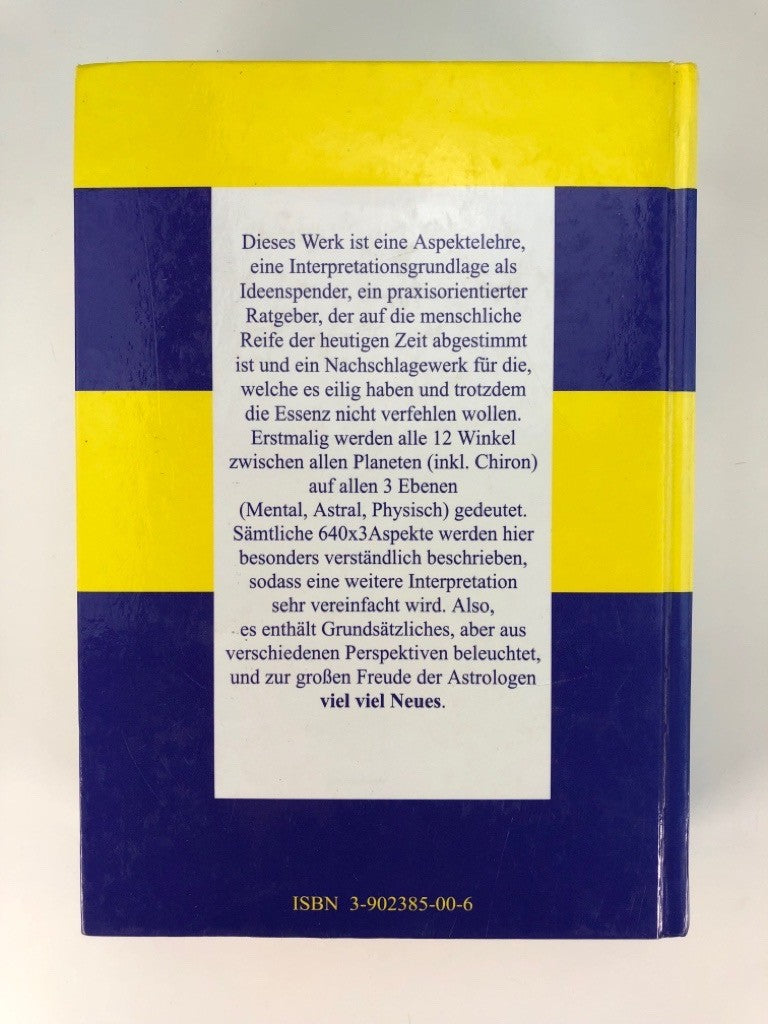 Dieses Werk ist eine Aspektelehre,
eine Interpretationsgrundlage als
Ideenspender, ein praxisorientierter
Ratgeber, der auf die menschliche
Reife der heutigen Zeit abgestimmt
ist und ein Nachschlagewerk für die,
welche es eilig haben und trotzdem
die Essenz nicht verfehlen wollen.
Erstmalig werden alle 12 Winkel
zwischen allen Planeten (inkl. Chiron)
auf allen 3 Ebenen
(Mental, Astral, Physisch) gedeutet.
Sämtliche 640x3Aspekte werden hier
besonders verständlich beschrieben,
sodass eine weitere Interpretation
sehr vereinfacht wird. Also,
es enthält Grundsätzliches, aber aus
verschiedenen Perspektiven beleuchtet,
und zur großen Freude der Astrologen
viel viel Neues.
ISBN 3-902385-00-6